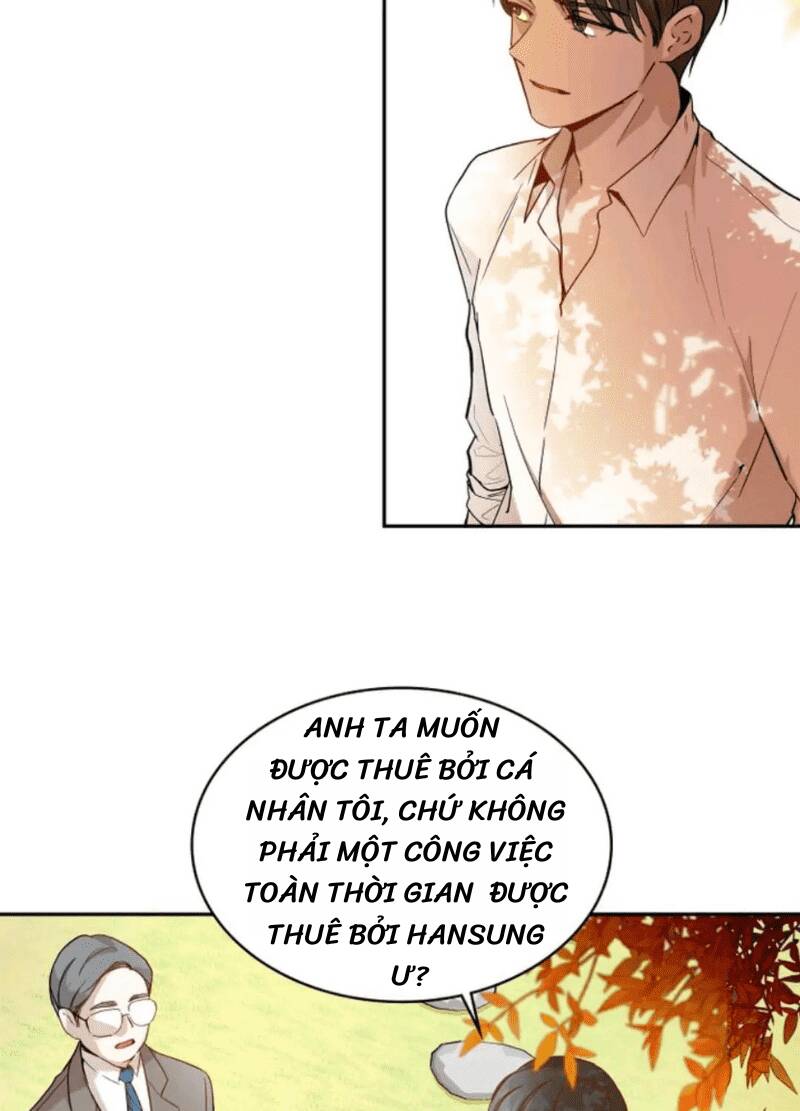 ANH TA MUỐN
ĐƯỢC THUÊ BỞI CÁ
NHÂN TÔI, CHỨ KHÔNG
PHẢI MỘT CÔNG VIỆC
TOÀN THỜI GIAN ĐƯỢC
THUÊ BỞI HANSUNG
Ư?